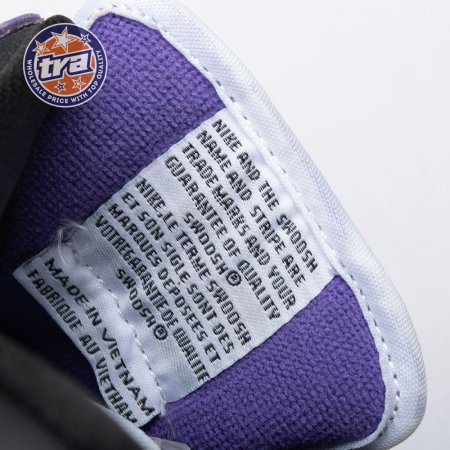 tra
WHOLESALE PRICE WITH TOP QUALITY
NIKE AND THE SWOOSH
NAME AND STRIPE ARE
TRADE MARKS AND YOUR
GUARANTEE OF QUALITY
SWOOSH®
NIKE, LE TERME SWOOSH
ET SON SIGLE SONT DES
MARQUES DEPOSEES ET
VOTRE GARANTIE DE QUALITE
SWOOSH®
MADE IN VIETNAM
FABRIQUE AU VIETNAM